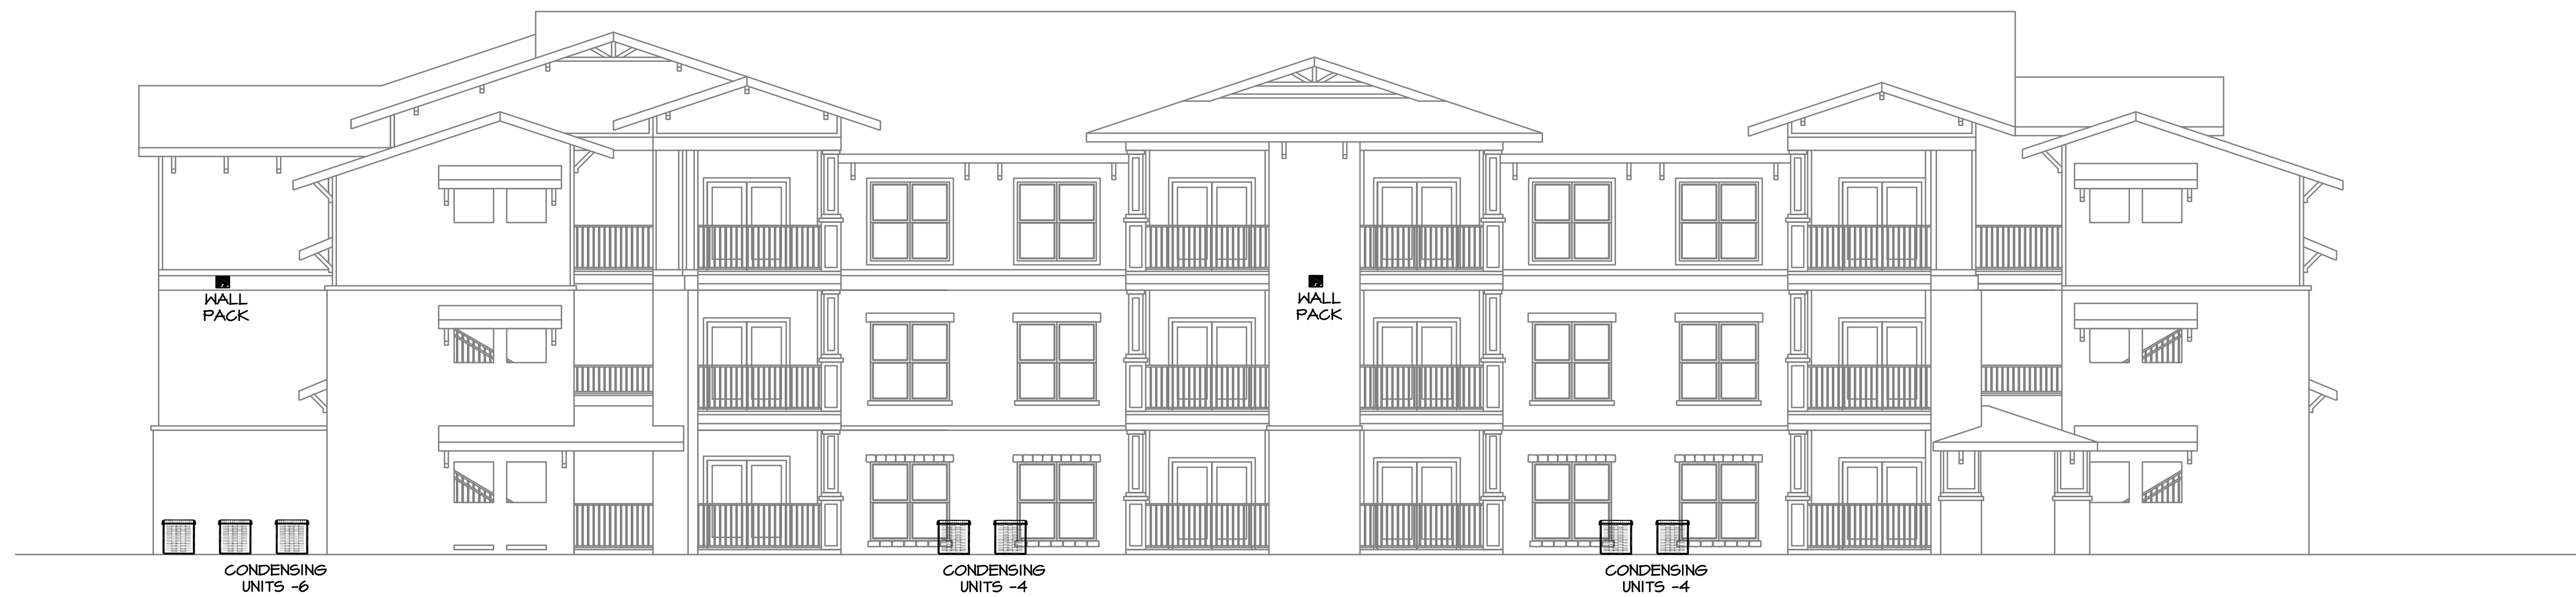 WALL
PACK
WALL
PACK
CONDENSING
UNITS -6
CONDENSING
UNITS -4
CONDENSING
UNITS -4